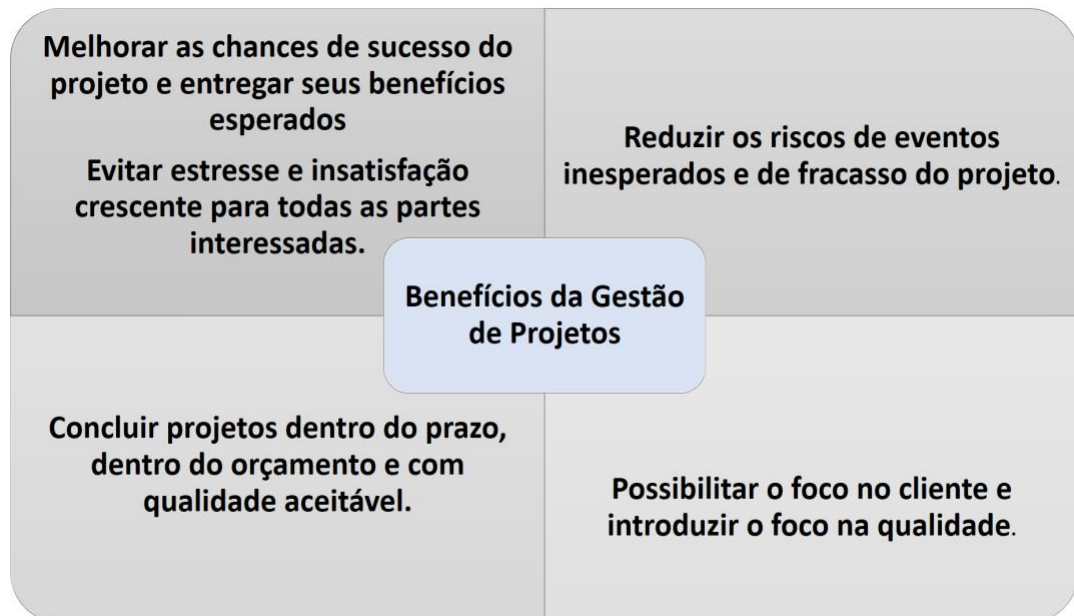 Melhorar as chances de sucesso do
projeto e entregar seus benefícios
esperados
Evitar estresse e insatisfação
crescente para todas as partes
interessadas.
Reduzir os riscos de eventos
inesperados e de fracasso do projeto.
Benefícios da Gestão
de Projetos
Concluir projetos dentro do prazo,
dentro do orçamento e com
qualidade aceitável.
Possibilitar o foco no cliente e
introduzir o foco na qualidade.